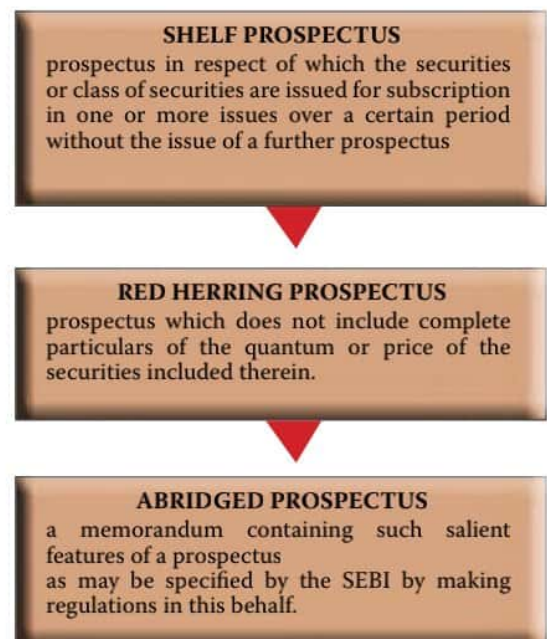 SHELF PROSPECTUS
prospectus in respect of which the securities
or class of securities are issued for subscription
in one or more issues over a certain period
without the issue of a further prospectus
RED HERRING PROSPECTUS
prospectus which does not include complete
particulars of the quantum or price of the
securities included therein.
ABRIDGED PROSPECTUS
a memorandum containing such salient
features of a prospectus
as may be specified by the SEBI by making
regulations in this behalf.